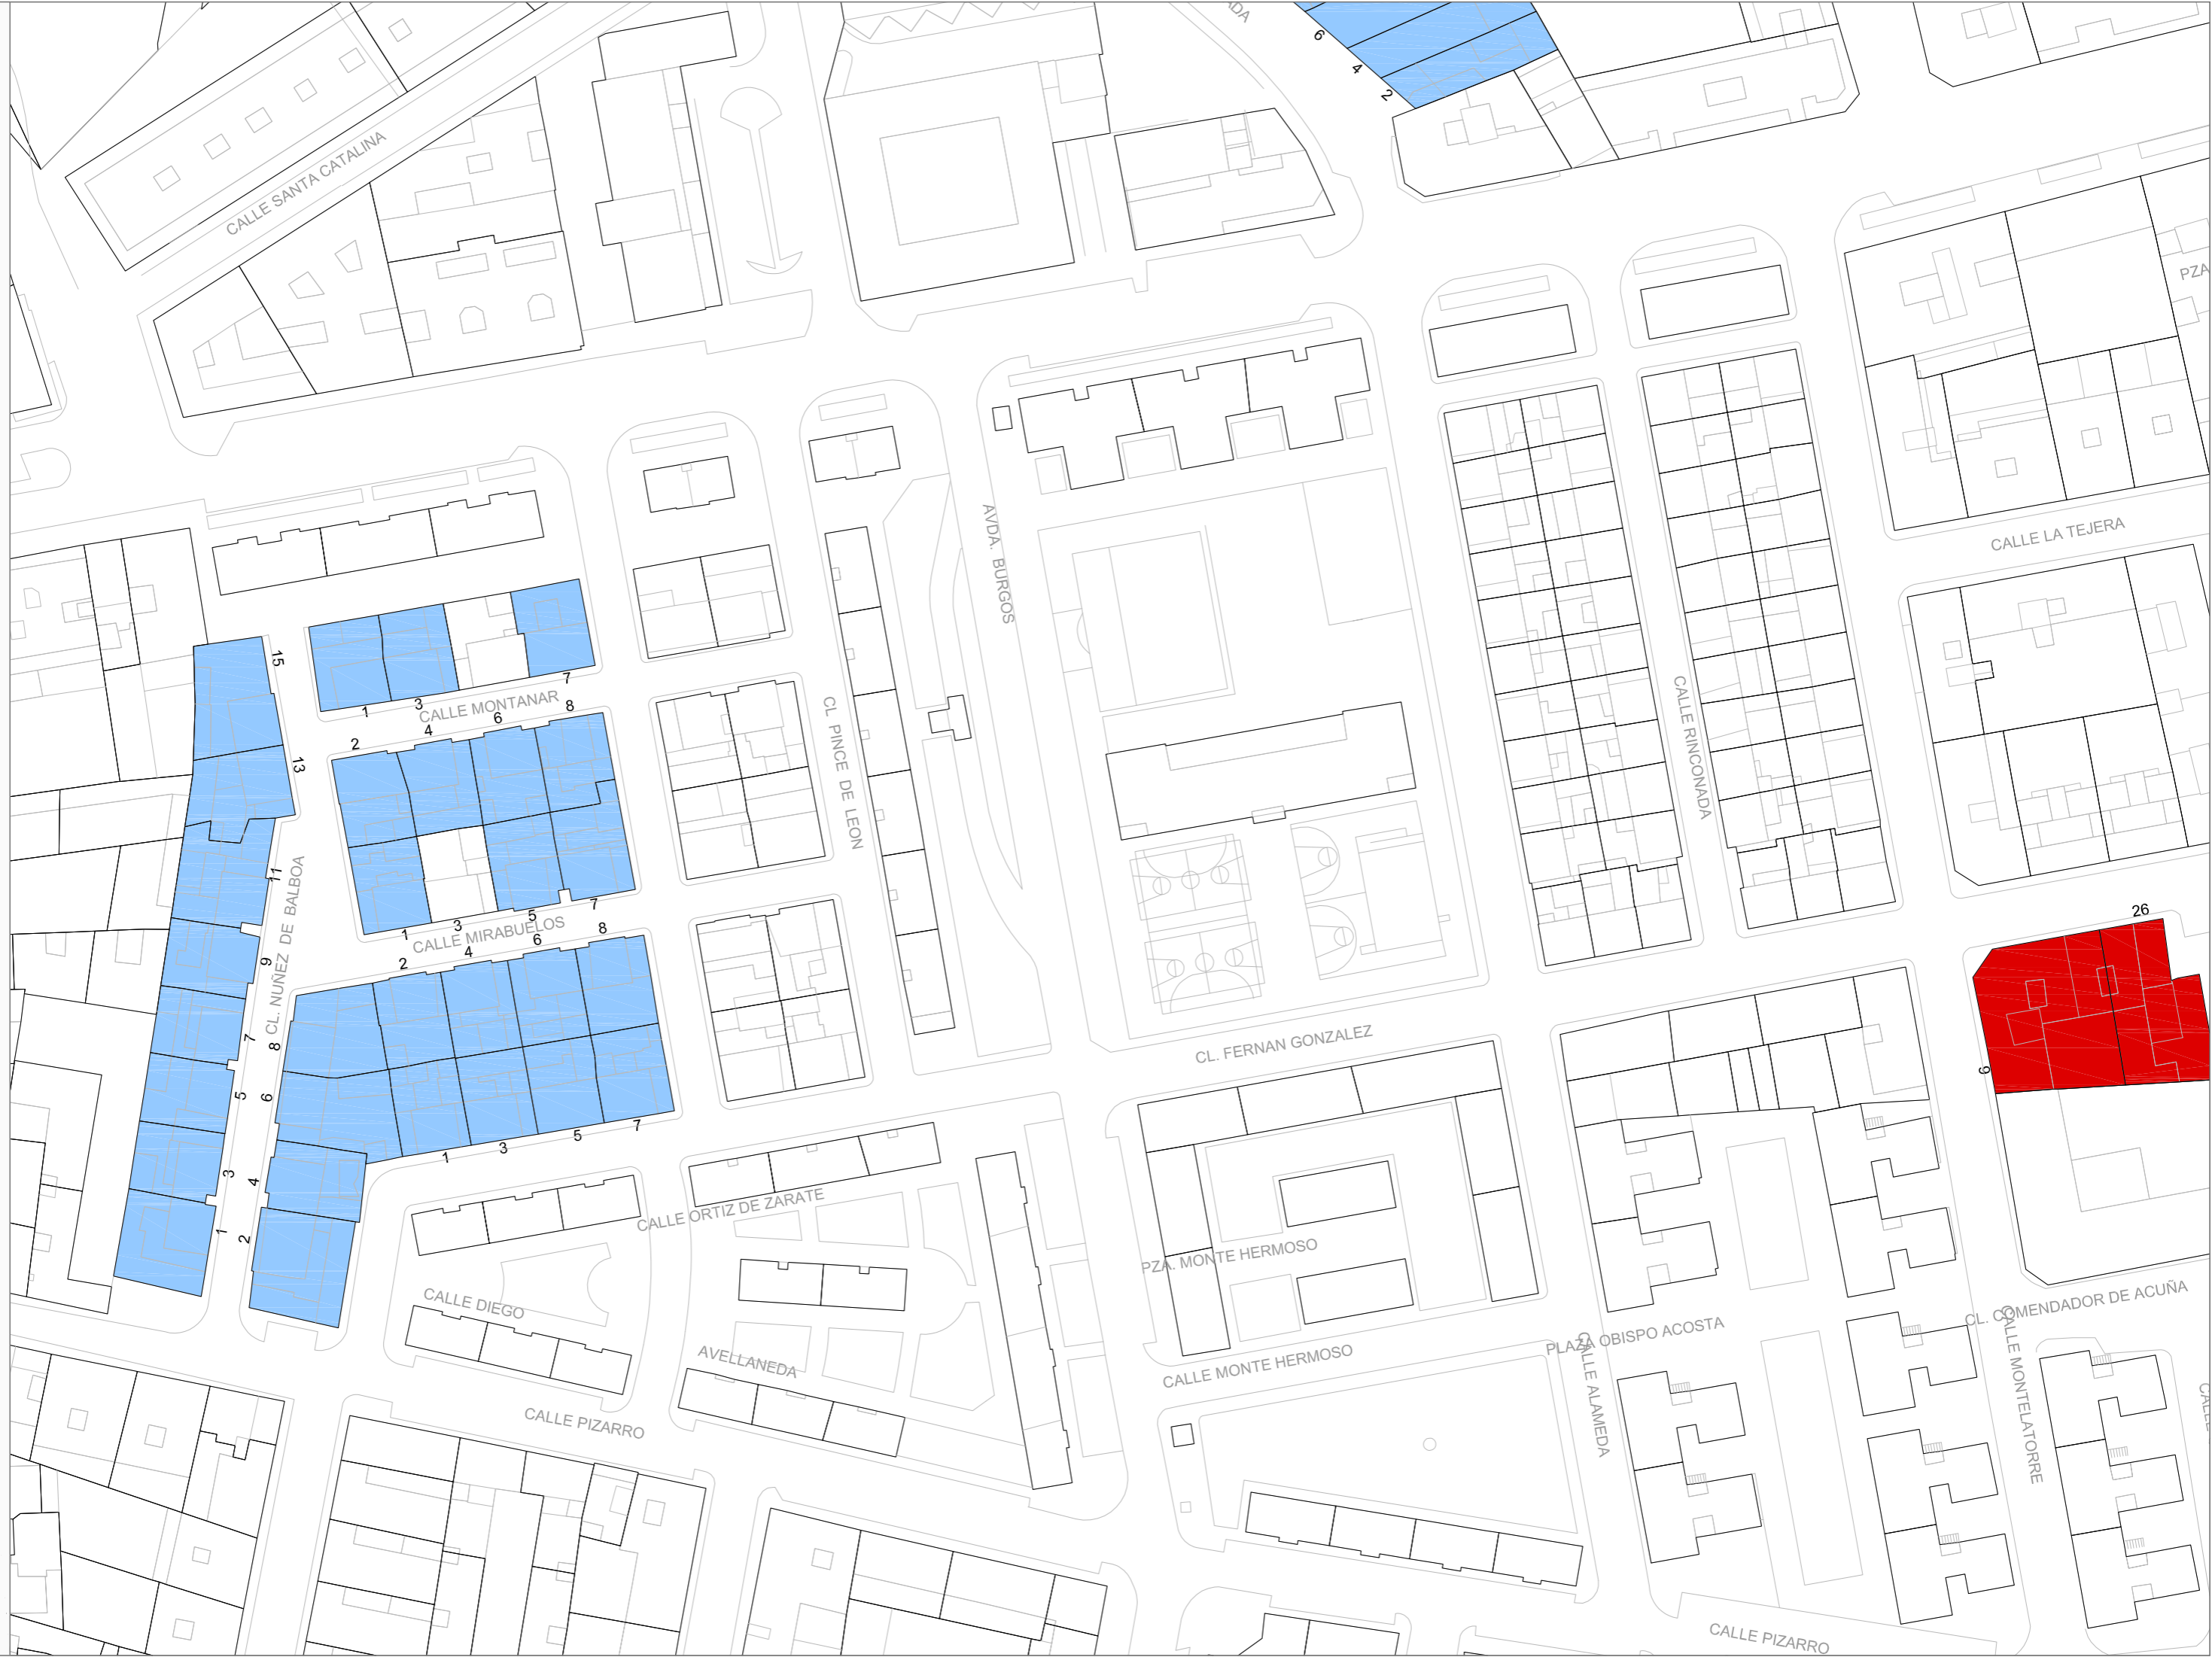 6
4
2
CALLE SANTA CATALINA
PZA
CALLE LA TEJERA
AVDA. BURGOS
15
1
3
7
CALLE MONTANAR
2
4
6
8
13
CL PINCE DE LEON
CALLE RINCONADA
11
1
3
5
7
CALLE MIRABUELOS
2
4
6
8
9
CL. NUÑEZ DE BALBOA
26
7
8
CL. FERNAN GONZALEZ
5
6
9
1
3
5
7
3
4
1
2
CALLE ORTIZ DE ZARATE
PZA. MONTE HERMOSO
CALLE DIEGO
CL. COMENDADOR DE ACUÑA
PLAZA OBISPO ACOSTA
AVELLANEDA
CALLE MONTE HERMOSO
CALLE ALAMEDA
CALLE MONTELATORRE
CALLE
CALLE PIZARRO
CALLE PIZARRO